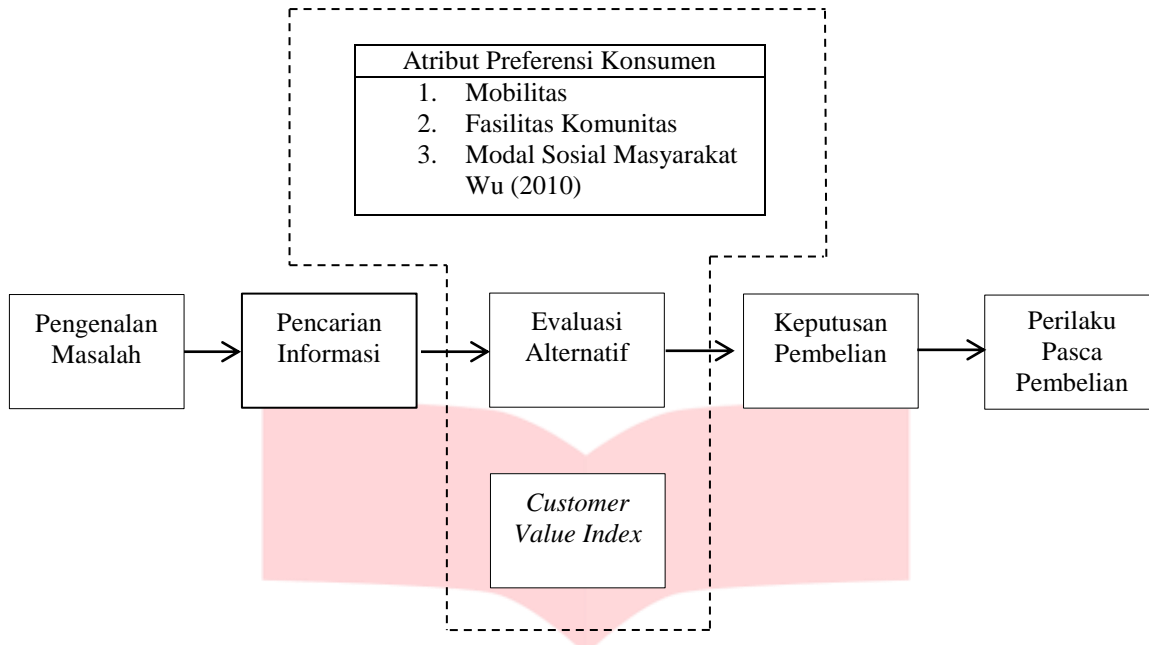 Atribut Preferensi Konsumen
1. Mobilitas
2. Fasilitas Komunitas
3. Modal Sosial Masyarakat
Wu (2010)
Pengenalan
Masalah
Pencarian
Informasi
Evaluasi
Alternatif
Keputusan
Pembelian
Perilaku
Pasca
Pembelian
Customer
Value Index